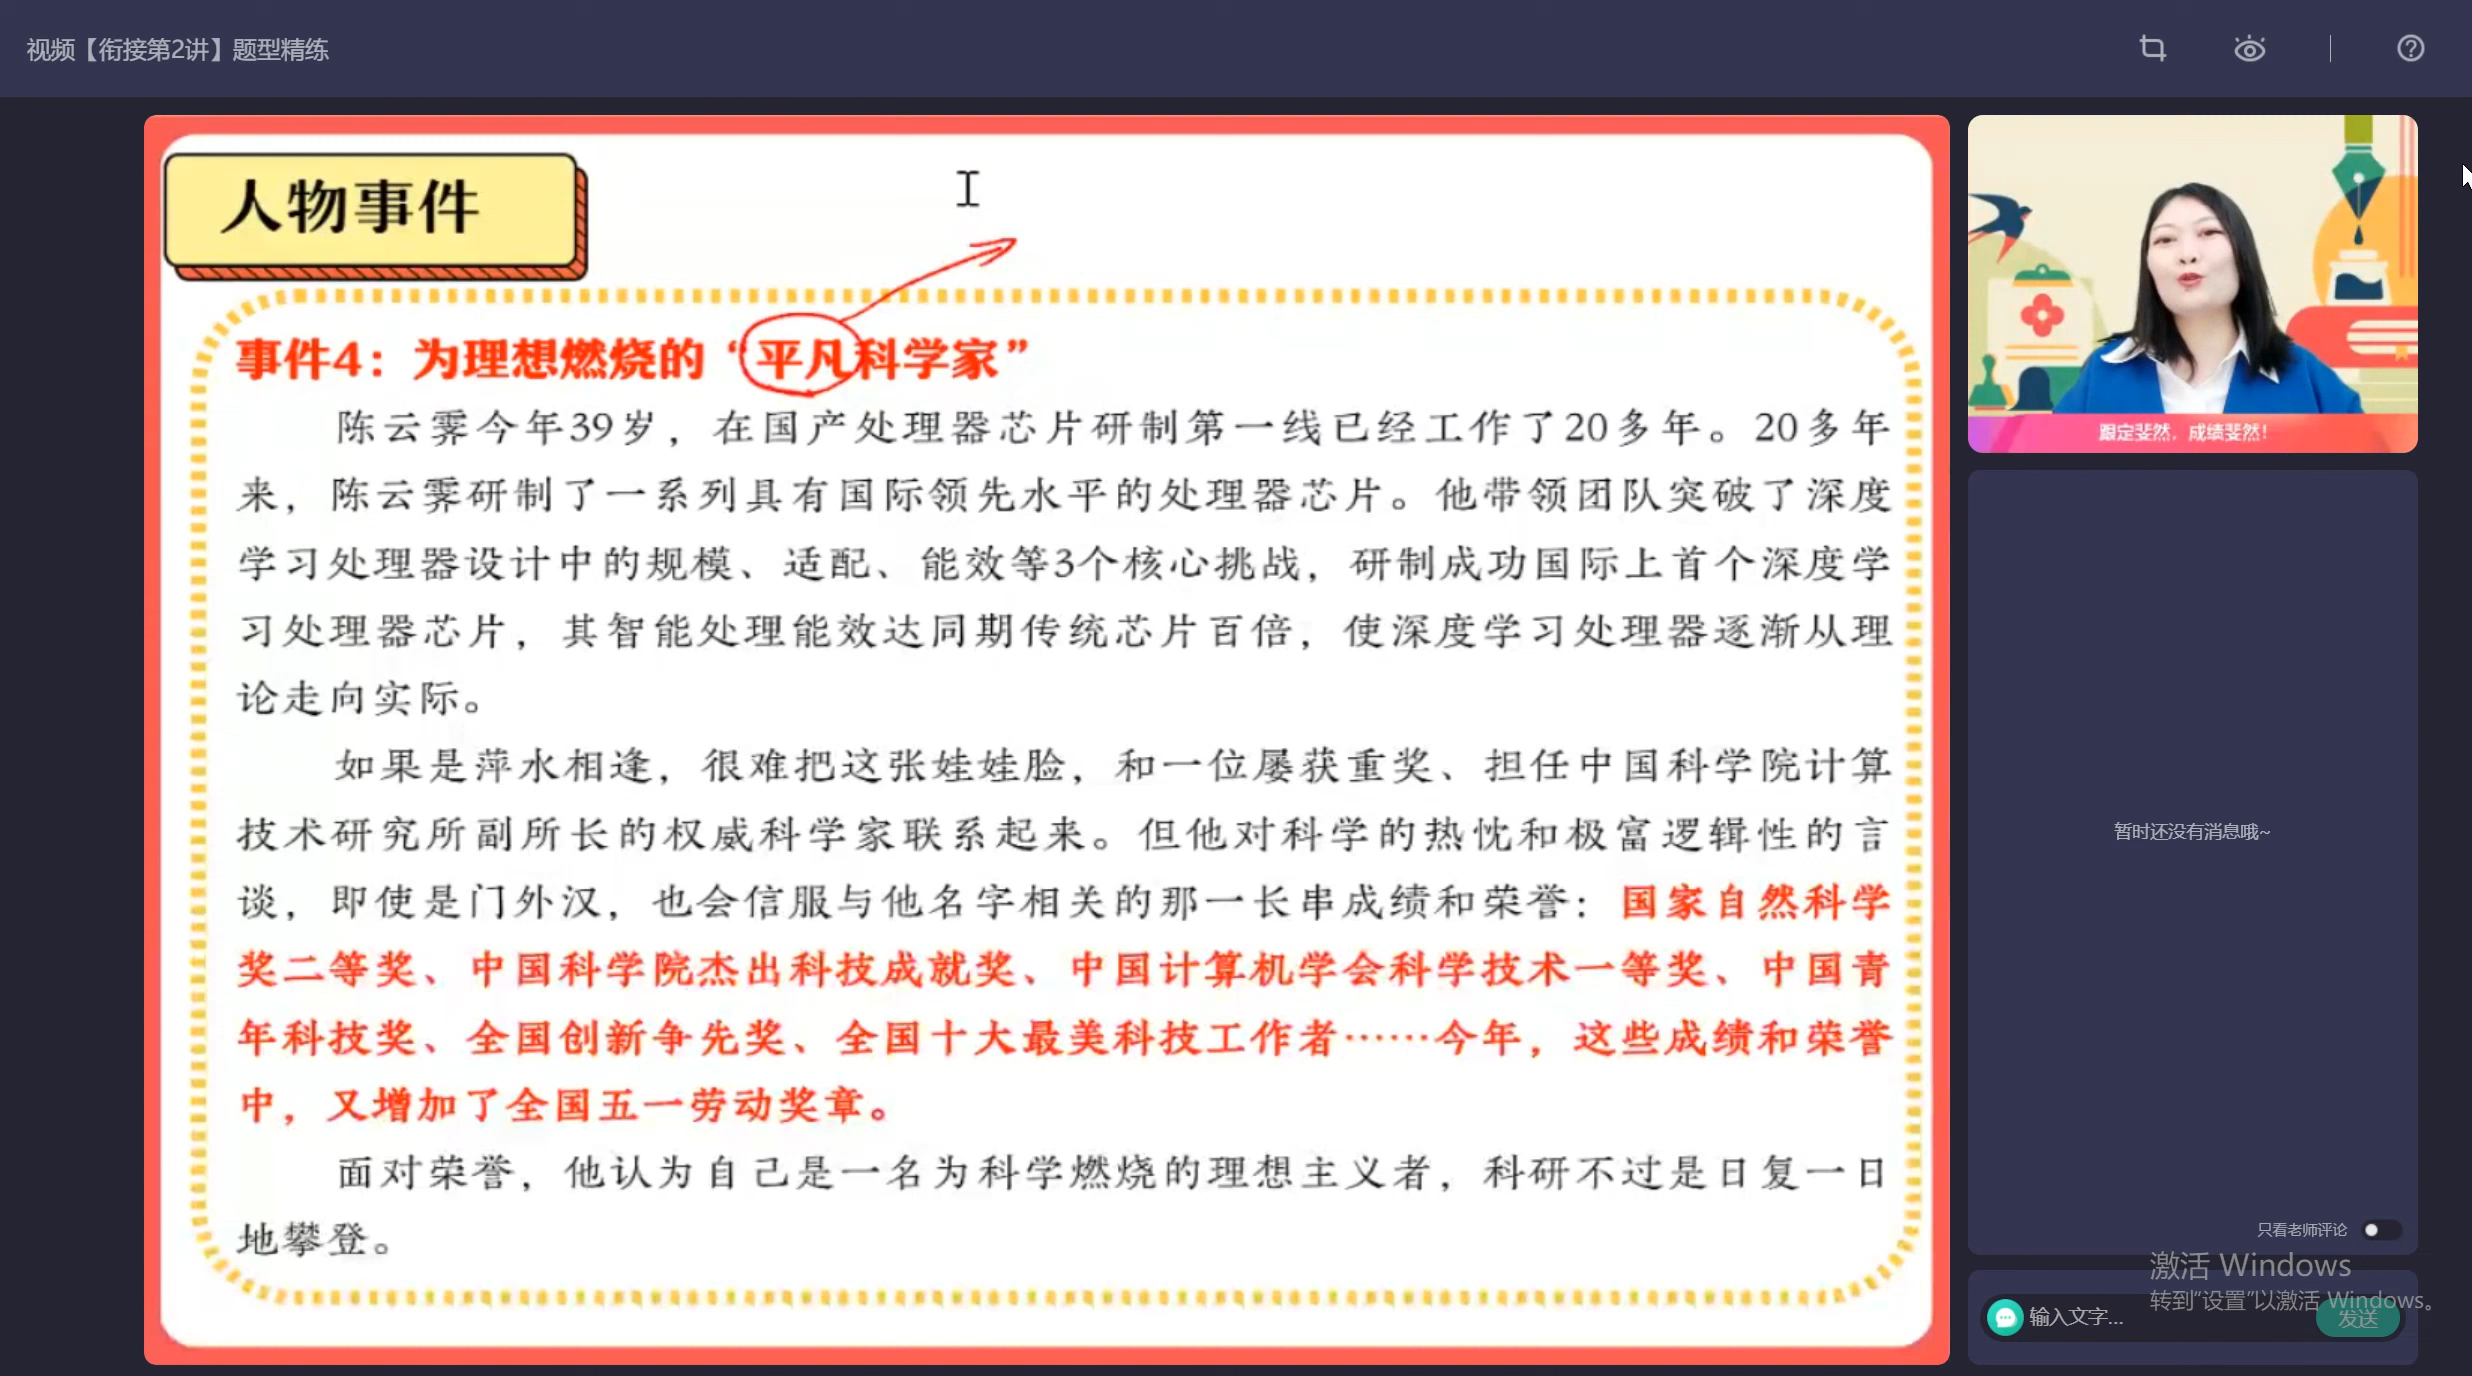 视频【衔接第2讲】题型精练
人物事件
事件4：为理想燃烧的“平凡科学家”
陈云霁今年39岁，在国产处理器芯片研制第一线已经工作了20多年。20多年
来，陈云霁研制了一系列具有国际领先水平的处理器芯片。他带领团队突破了深度
学习处理器设计中的规模、适配、能效等3个核心挑战，研制成功国际上首个深度学
习处理器芯片，其智能处理能效达同期传统芯片百倍，使深度学习处理器逐渐从理
论走向实际。
如果是萍水相逢，很难把这张娃娃脸，和一位屡获重奖、担任中国科学院计算
技术研究所副所长的权威科学家联系起来。但他对科学的热忱和极富逻辑性的言
谈，即使是门外汉，也会信服与他名字相关的那一长串成绩和荣誉：国家自然科学
奖二等奖、中国科学院杰出科技成就奖、中国计算机学会科学技术一等奖、中国青
年科技奖、全国创新争先奖、全国十大最美科技工作者……今年，这些成绩和荣誉
中，又增加了全国五一劳动奖章。
面对荣誉，他认为自己是一名为科学燃烧的理想主义者，科研不过是日复一日
地攀登。
跟定斐然，成绩斐然！
暂时还没有消息哦~
只看老师评论
激活 Windows
转到“设置”以激活 Windows。
输入文字...
发送